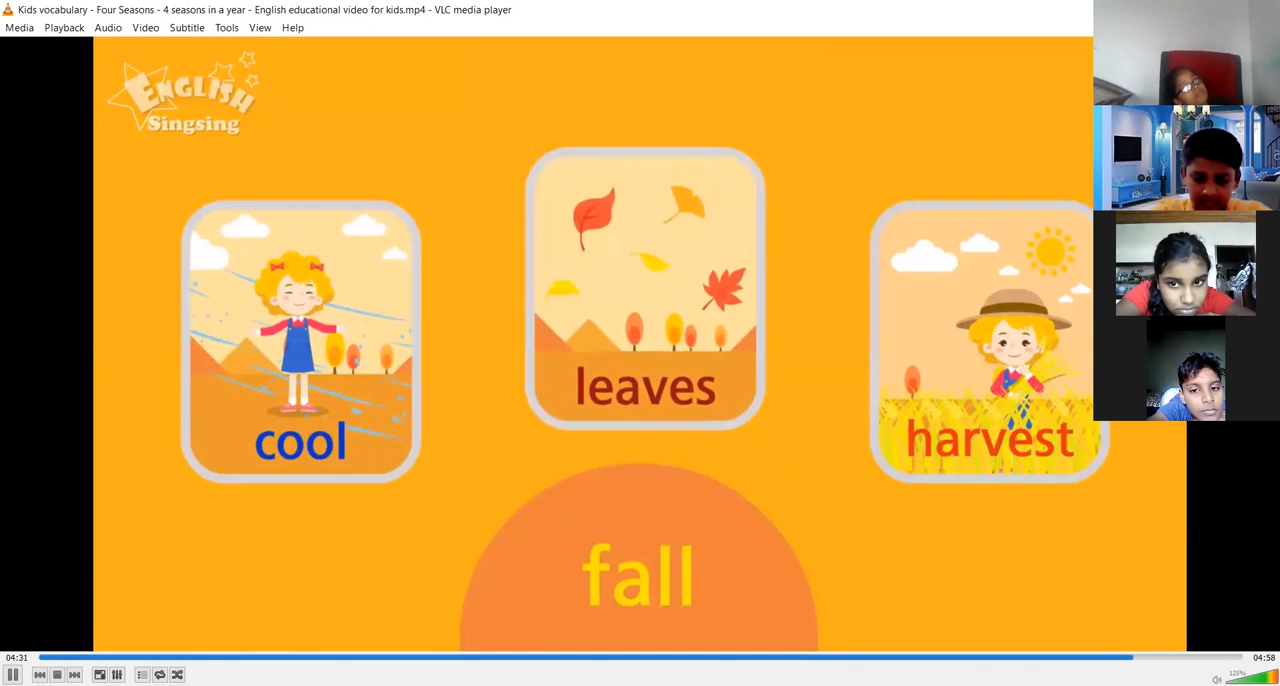 Kids vocabulary - Four Seasons - 4 seasons in a year - English educational video for kids.mp4 - VLC media player
Media Playback Audio Video Subtitle Tools View Help
ENGLISH
Singsing
cool
leaves
harvest
fall
04:31
04:58
125%